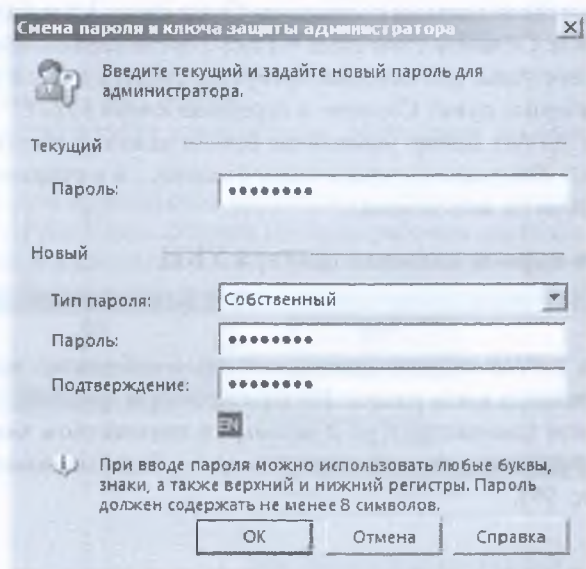 Смена пароля и ключа защиты администратора
Введите текущий и задайте новый пароль для
администратора.
Текущий
Пароль: ••••••••
Новый
Тип пароля: Собственный
Пароль: ••••••••
Подтверждение: ••••••••
EN
При вводе пароля можно использовать любые буквы,
знаки, а также верхний и нижний регистры. Пароль
должен содержать не менее 8 символов.
ОК Отмена Справка